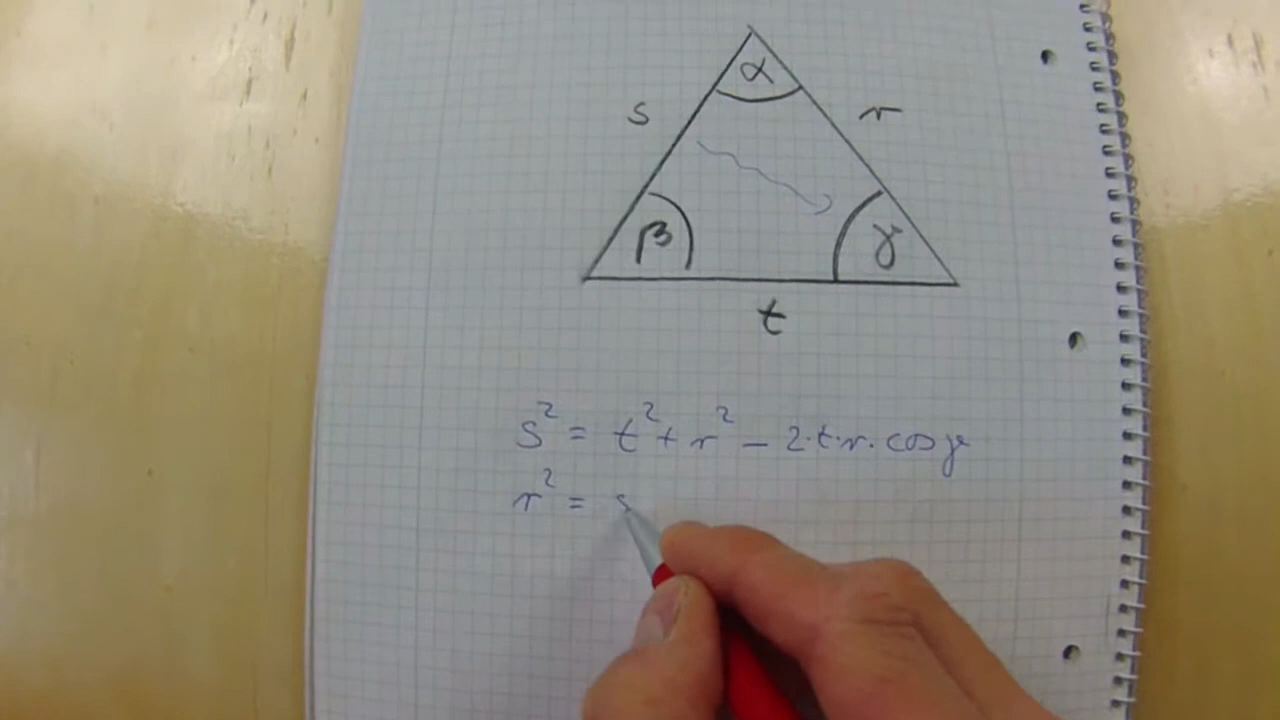 α
s r
β γ
t
s² = t² + r² − 2·t·r·cos γ
r² = s